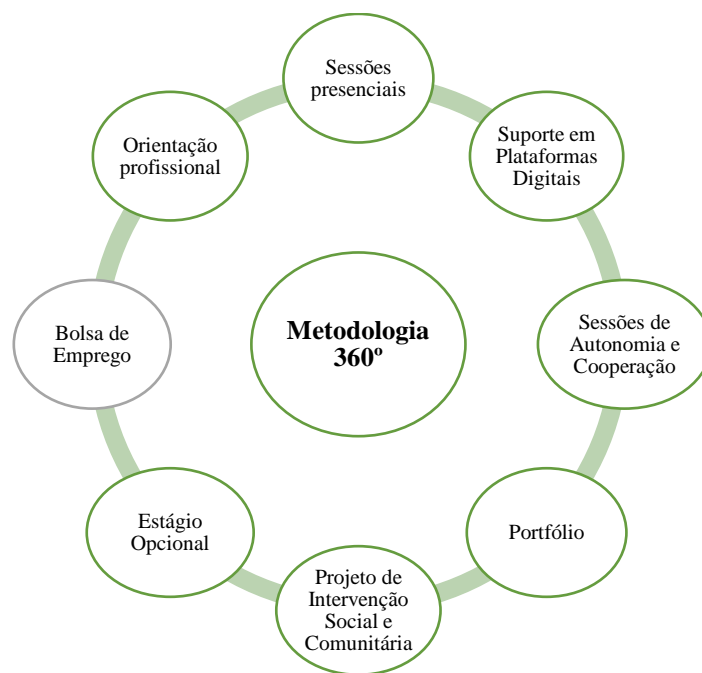 Sessões
presenciais
Suporte em
Plataformas
Digitais
Sessões de
Autonomia e
Cooperação
Portfólio
Projeto de
Intervenção
Social e
Comunitária
Estágio
Opcional
Bolsa de
Emprego
Orientação
profissional
Metodologia
360º